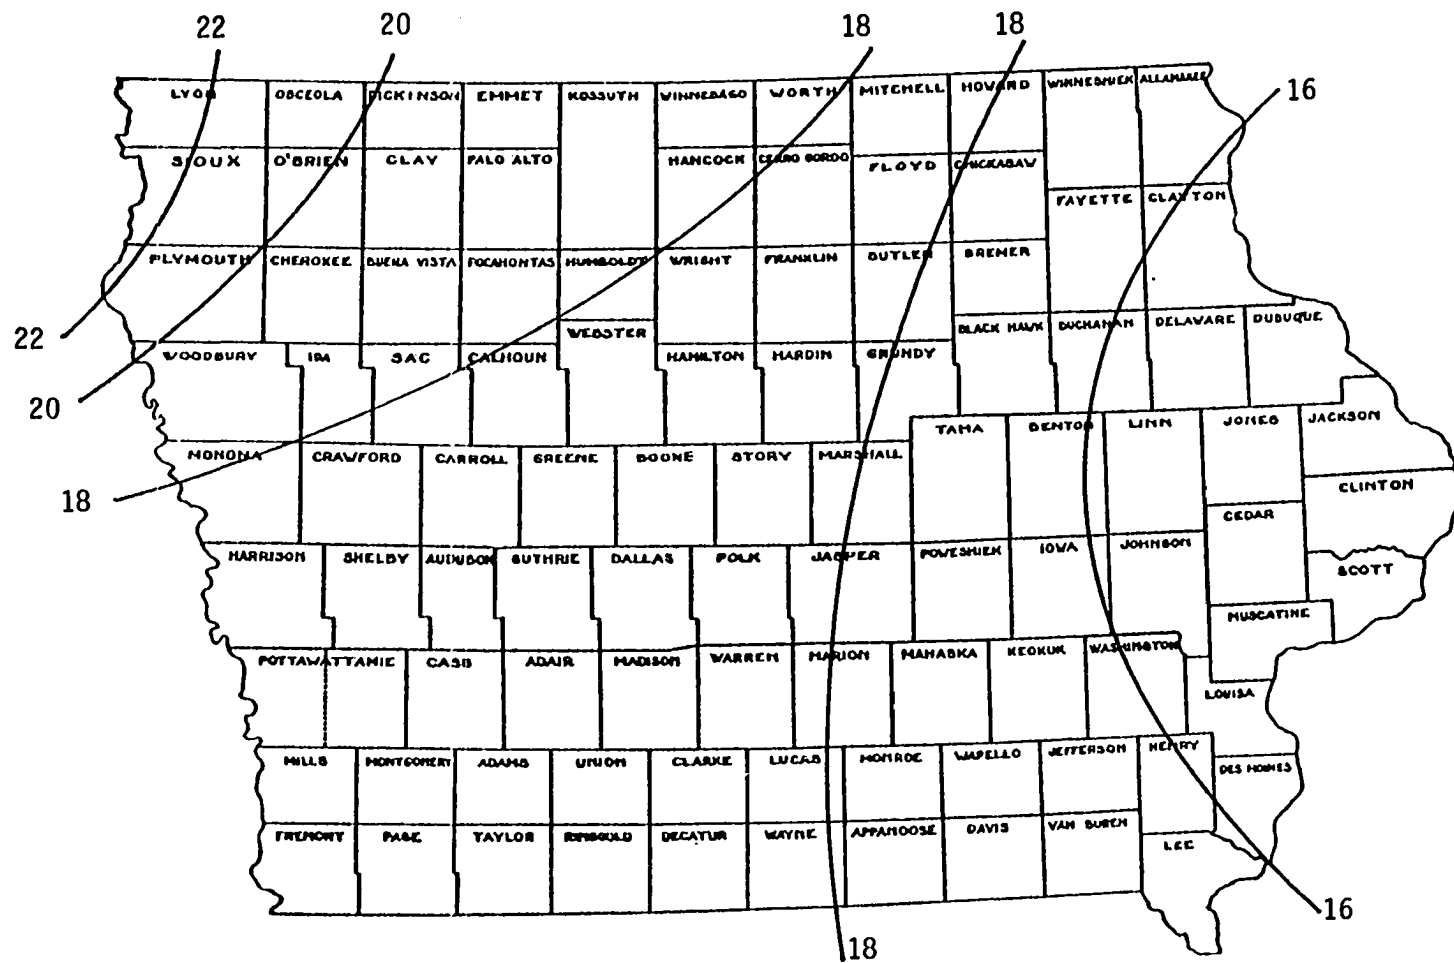 22 20 18 18
16
LYON OSCEOLA DICKINSON EMMET KOSSUTH WINNEBAGO WORTH MITCHELL HOWARD WINNESHIEK ALLAMAKEE
SIOUX O'BRIEN CLAY PALO ALTO HANCOCK CERRO GORDO FLOYD CHICKASAW
FAYETTE CLAYTON
PLYMOUTH CHEROKEE BUENA VISTA POCAHONTAS HUMBOLDT WRIGHT FRANKLIN BUTLER BREMER
22
WEBSTER BLACK HAWK BUCHANAN DELAWARE DUBUQUE
WOODBURY IDA SAC CALHOUN HAMILTON HARDIN GRUNDY
20
TAMA BENTON LINN JONES JACKSON
MONONA CRAWFORD CARROLL GREENE BOONE STORY MARSHALL
CLINTON
18
CEDAR
HARRISON SHELBY AUDUBON GUTHRIE DALLAS POLK JASPER POWESHIEK IOWA JOHNSON
SCOTT
MUSCATINE
POTTAWATTAMIE CASS ADAIR MADISON WARREN MARION MAHASKA KEOKUK WASHINGTON
LOUISA
MILLS MONTGOMERY ADAMS UNION CLARKE LUCAS MONROE WAPELLO JEFFERSON HENRY
DES MOINES
FREMONT PAGE TAYLOR RINGGOLD DECATUR WAYNE APPANOOSE DAVIS VAN BUREN
LEE
16
18